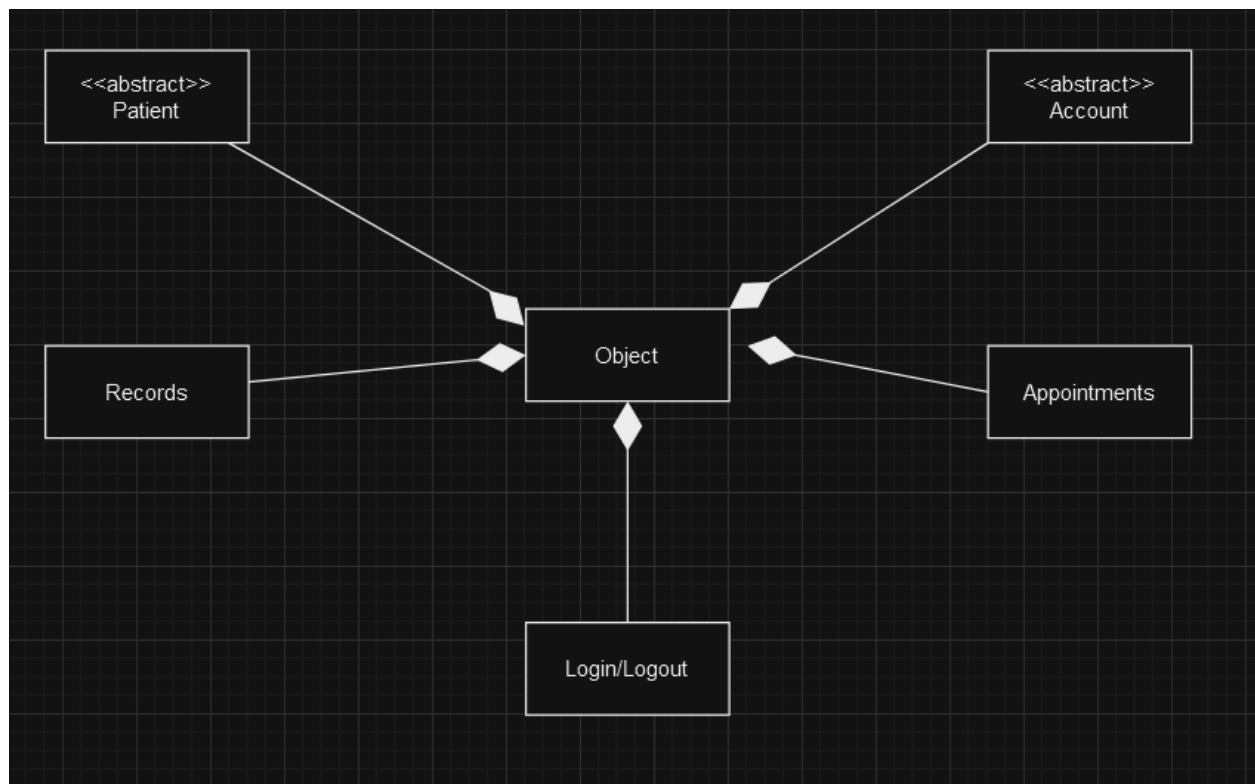 <<abstract>>
Patient
<<abstract>>
Account
Object
Records
Appointments
Login/Logout